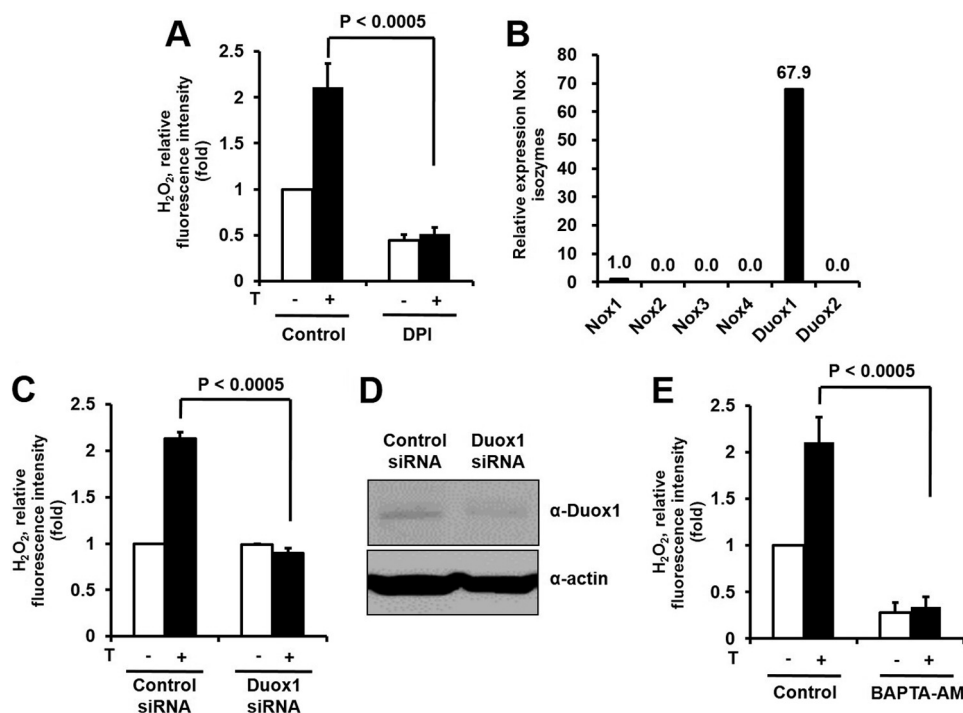 A
P < 0.0005
H₂O₂, relative
fluorescence intensity
(fold)
2.5
2
1.5
1
0.5
0
T - + - +
Control DPI
B
Relative expression Nox
isozymes
80
70
60
50
40
30
20
10
0
1.0 0.0 0.0 0.0 67.9 0.0
Nox1 Nox2 Nox3 Nox4 Duox1 Duox2
C
P < 0.0005
H₂O₂, relative
fluorescence intensity
(fold)
2.5
2
1.5
1
0.5
0
T - + - +
Control Duox1
siRNA siRNA
D
Control Duox1
siRNA siRNA
α-Duox1
α-actin
E
P < 0.0005
H₂O₂, relative
fluorescence intensity
(fold)
2.5
2
1.5
1
0.5
0
T - + - +
Control BAPTA-AM